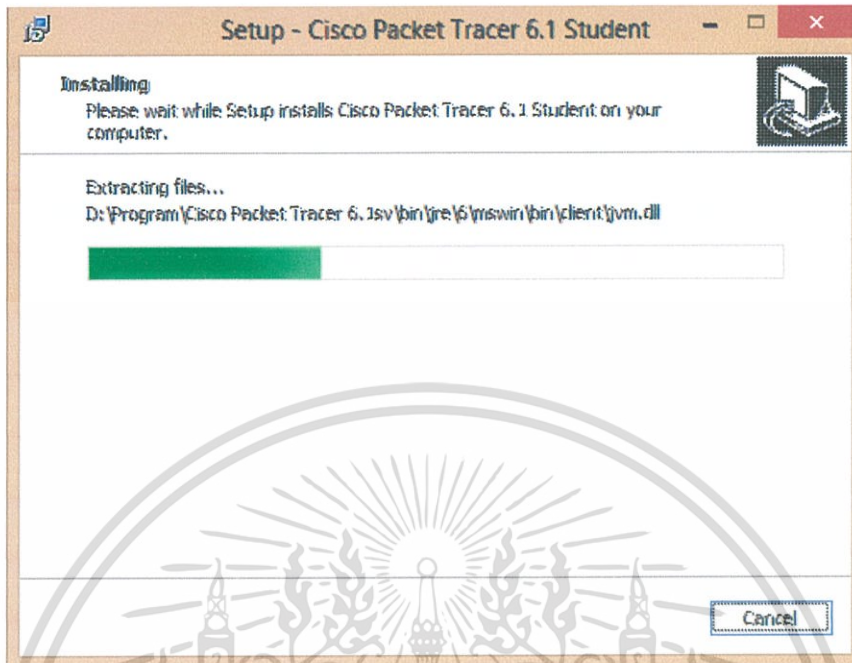 Setup - Cisco Packet Tracer 6.1 Student
Installing
Please wait while Setup installs Cisco Packet Tracer 6.1 Student on your
computer.
Extracting files...
D:\Program\Cisco Packet Tracer 6.1sv\bin\jre\6\mswin\bin\client\jvm.dll
Cancel